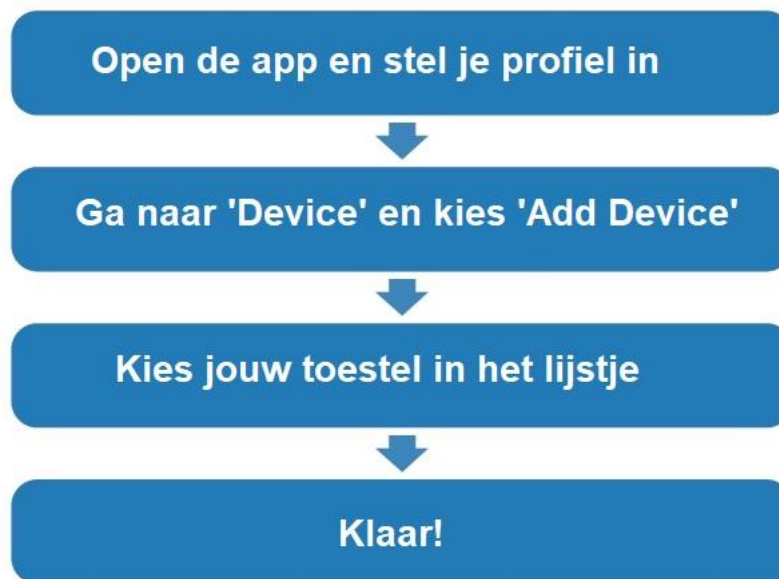 Open de app en stel je profiel in
Ga naar 'Device' en kies 'Add Device'
Kies jouw toestel in het lijstje
Klaar!